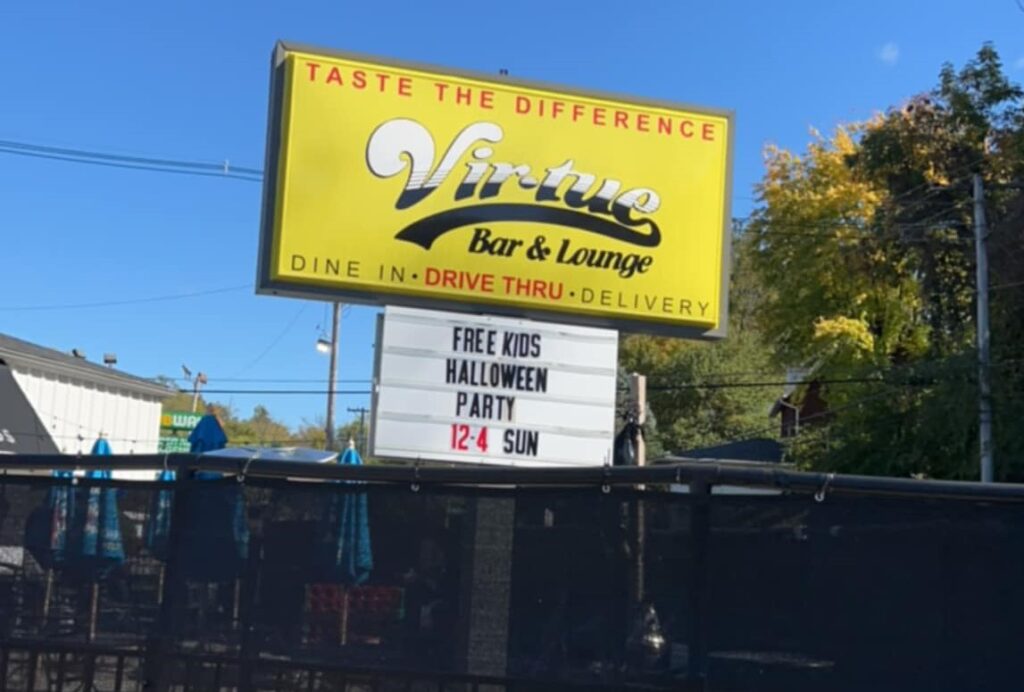 TASTE THE DIFFERENCE
Virtue
Bar & Lounge
DINE IN • DRIVE THRU • DELIVERY
FREE KIDS
HALLOWEEN
PARTY
12-4 SUN